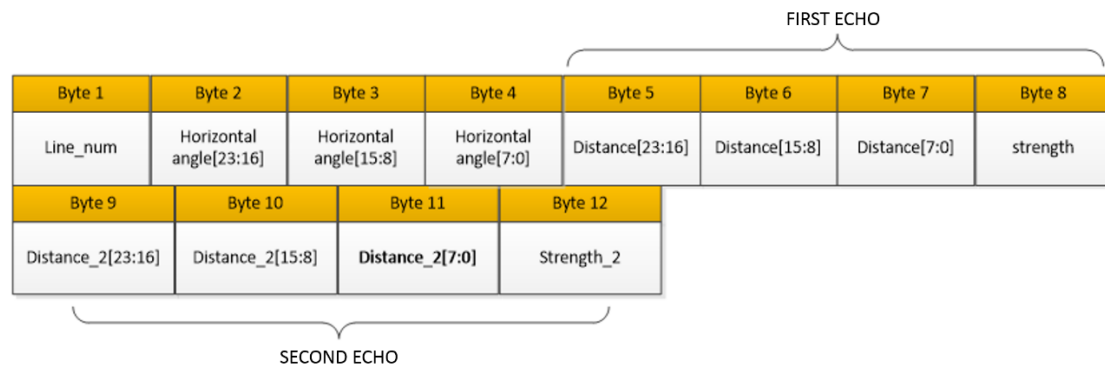 FIRST ECHO
Byte 1 Byte 2 Byte 3 Byte 4 Byte 5 Byte 6 Byte 7 Byte 8
Line_num Horizontal angle[23:16] Horizontal angle[15:8] Horizontal angle[7:0] Distance[23:16] Distance[15:8] Distance[7:0] strength
Byte 9 Byte 10 Byte 11 Byte 12
Distance_2[23:16] Distance_2[15:8] Distance_2[7:0] Strength_2
SECOND ECHO